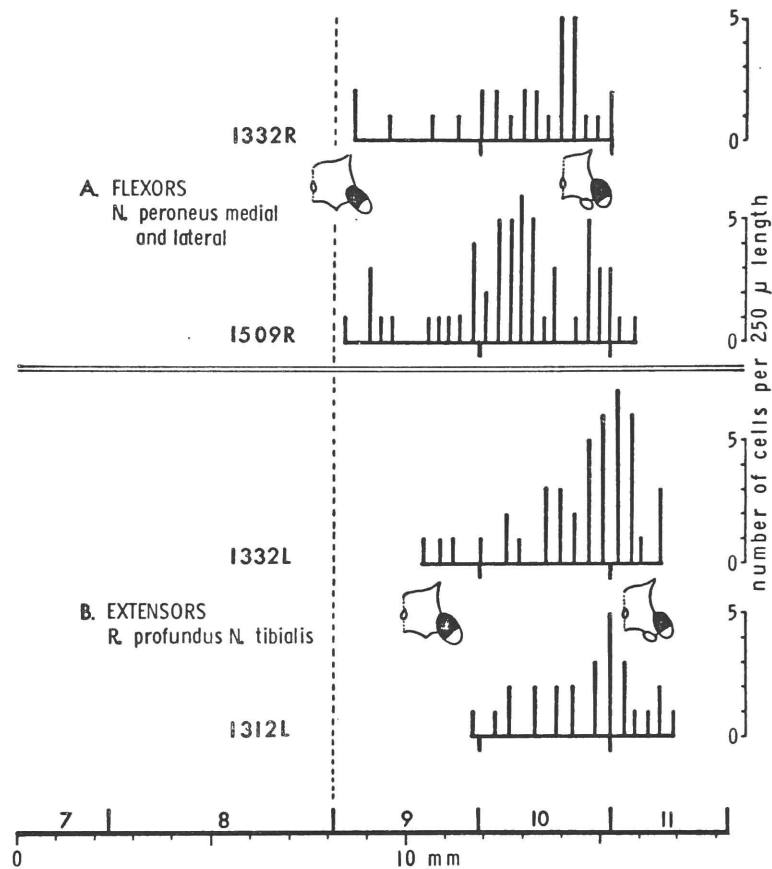 5
0
1332R
A. FLEXORS
N. peroneus medial
and lateral
5
0
1509R
number of cells per 250 µ length
5
0
1332L
B. EXTENSORS
R. profundus N. tibialis
5
0
1312L
7 8 9 10 11
0 10 mm